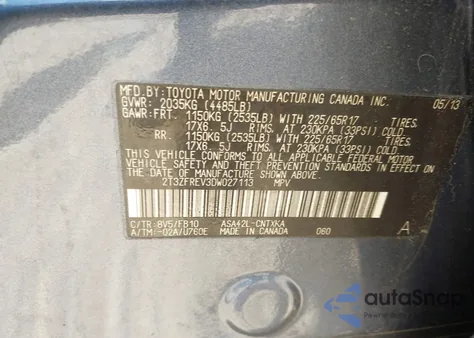 MFD.BY:TOYOTA MOTOR MANUFACTURING CANADA INC. 05/13
GVWR: 2035KG (4485LB)
GAWR:FRT. 1150KG (2535LB) WITH 225/65R17 TIRES,
17X6. 5J RIMS, AT 230KPA (33PSI) COLD.
RR. 1150KG (2535LB) WITH 225/65R17 TIRES,
17X6. 5J RIMS, AT 230KPA (33PSI) COLD.
THIS VEHICLE CONFORMS TO ALL APPLICABLE FEDERAL MOTOR
VEHICLE SAFETY AND THEFT PREVENTION STANDARDS IN
EFFECT ON THE DATE OF MANUFACTURE SHOWN ABOVE.
2T3ZFREV3DW027113 MPV
C/TR:8V5/FB10 ASA42L-CNTXKA
A/TM:-02A/U760E MADE IN CANADA 060 A
autoSnap